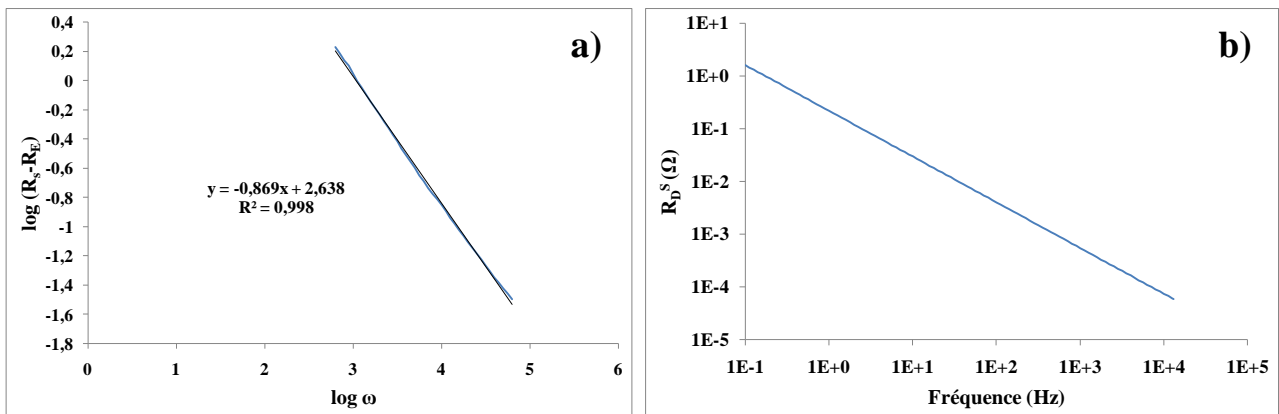 a)
0,4
0,2
0
-0,2
-0,4
-0,6
-0,8
-1
-1,2
-1,4
-1,6
-1,8
log (Rs-RE)
y = -0,869x + 2,638
R² = 0,998
0 1 2 3 4 5 6
log ω
b)
1E+1
1E+0
1E-1
1E-2
1E-3
1E-4
1E-5
RDS (Ω)
1E-1 1E+0 1E+1 1E+2 1E+3 1E+4 1E+5
Fréquence (Hz)